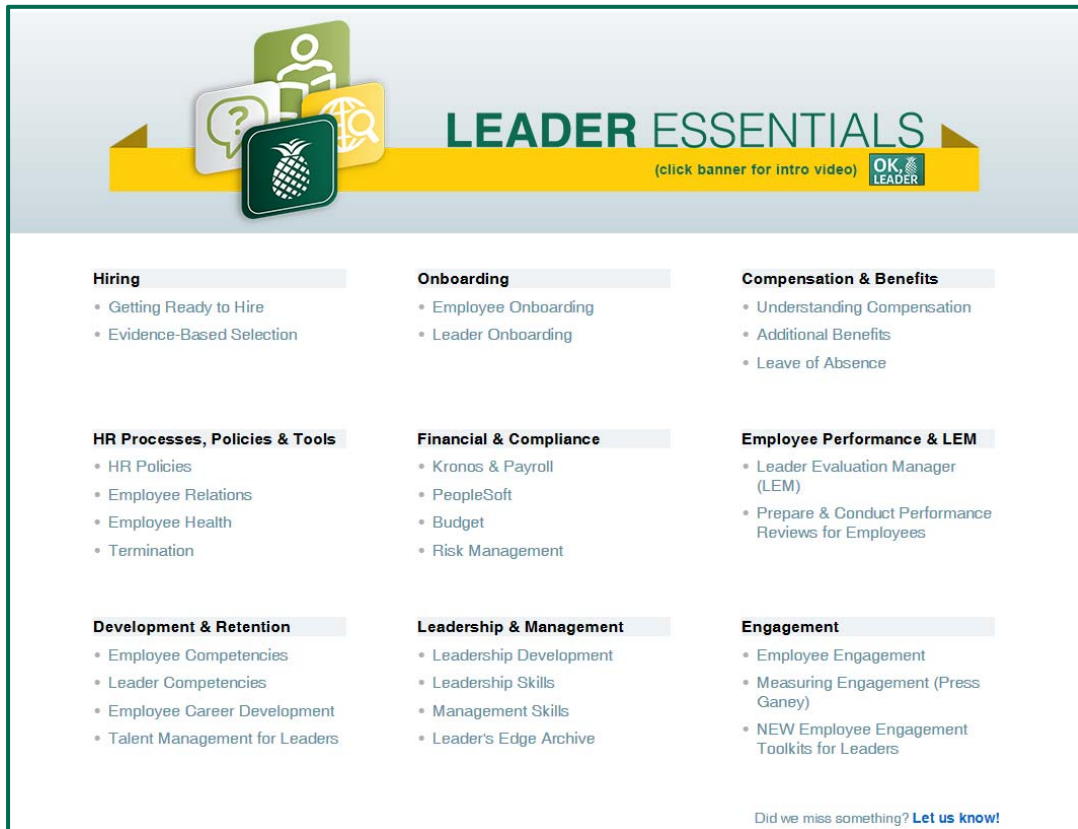 LEADER ESSENTIALS
(click banner for intro video)
OK,
LEADER
Hiring
• Getting Ready to Hire
• Evidence-Based Selection
Onboarding
• Employee Onboarding
• Leader Onboarding
Compensation & Benefits
• Understanding Compensation
• Additional Benefits
• Leave of Absence
HR Processes, Policies & Tools
• HR Policies
• Employee Relations
• Employee Health
• Termination
Financial & Compliance
• Kronos & Payroll
• PeopleSoft
• Budget
• Risk Management
Employee Performance & LEM
• Leader Evaluation Manager
(LEM)
• Prepare & Conduct Performance
Reviews for Employees
Development & Retention
• Employee Competencies
• Leader Competencies
• Employee Career Development
• Talent Management for Leaders
Leadership & Management
• Leadership Development
• Leadership Skills
• Management Skills
• Leader's Edge Archive
Engagement
• Employee Engagement
• Measuring Engagement (Press
Ganey)
• NEW Employee Engagement
Toolkits for Leaders
Did we miss something? Let us know!